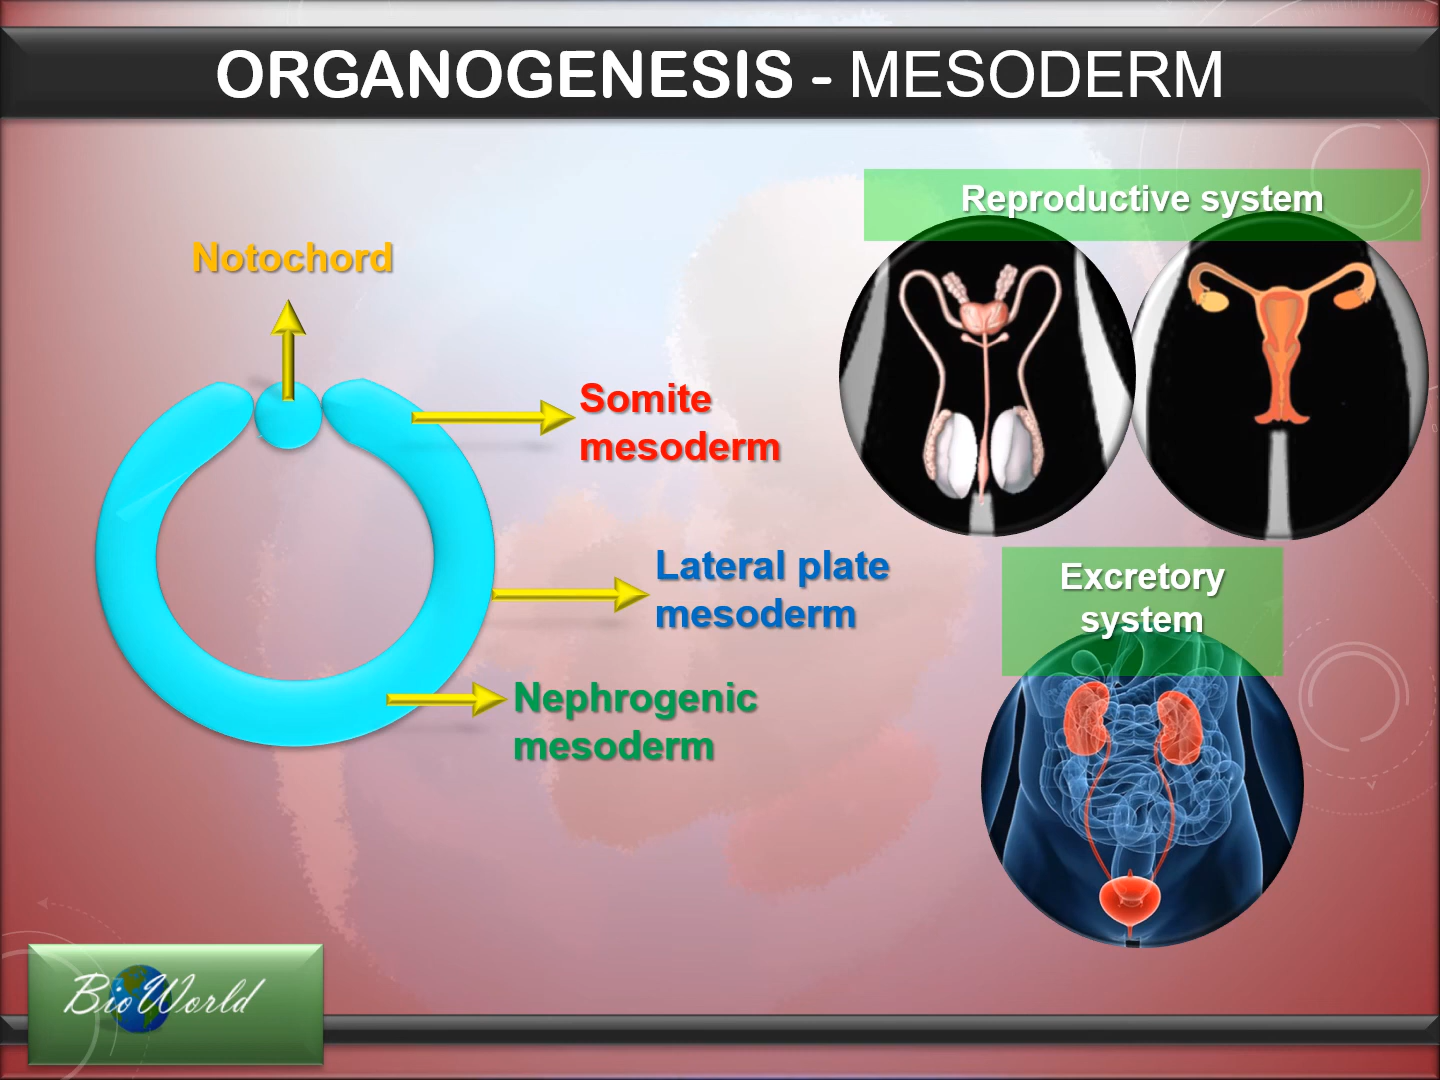 ORGANOGENESIS - MESODERM
Reproductive system
Notochord
Somite
mesoderm
Lateral plate
mesoderm
Excretory
system
Nephrogenic
mesoderm
BioWorld